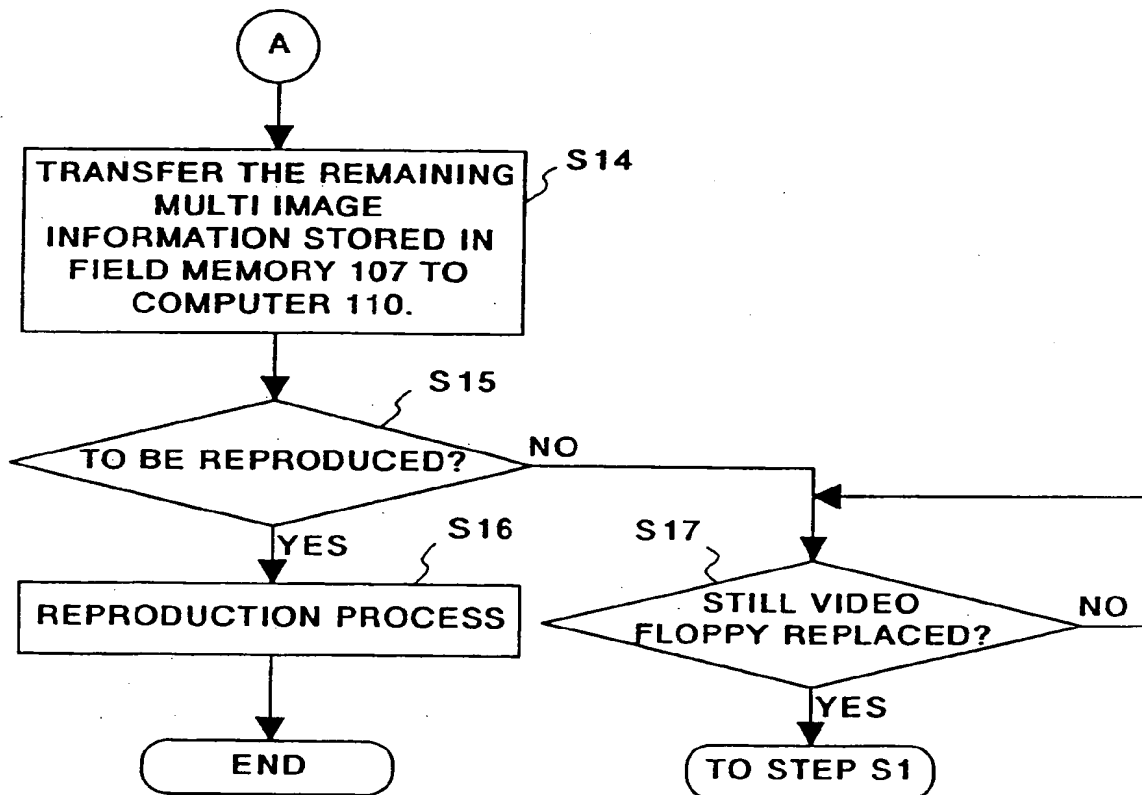 A
S14
TRANSFER THE REMAINING
MULTI IMAGE
INFORMATION STORED IN
FIELD MEMORY 107 TO
COMPUTER 110.
S15
TO BE REPRODUCED?
NO
YES
S16
REPRODUCTION PROCESS
END
S17
STILL VIDEO
FLOPPY REPLACED?
NO
YES
TO STEP S1